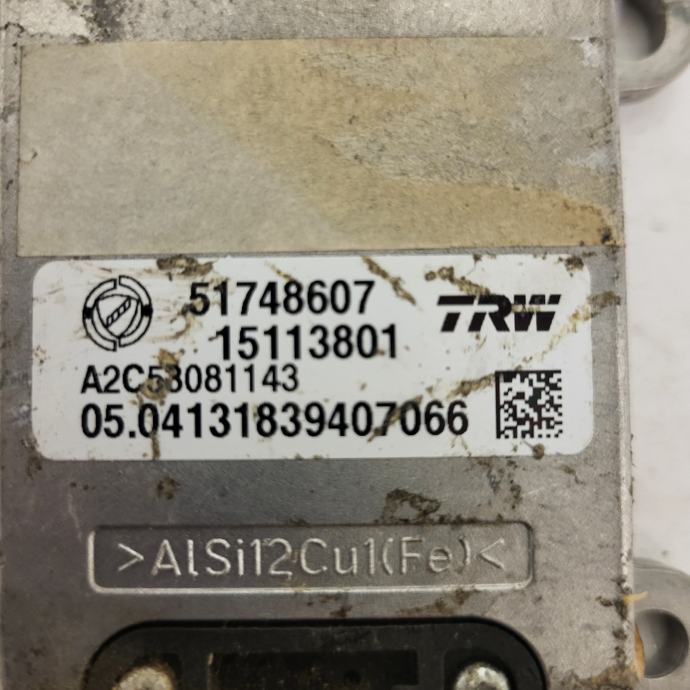 51748607
TRW
15113801
A2C53081143
05.04131839407066
>AlSi12Cu1(Fe)<